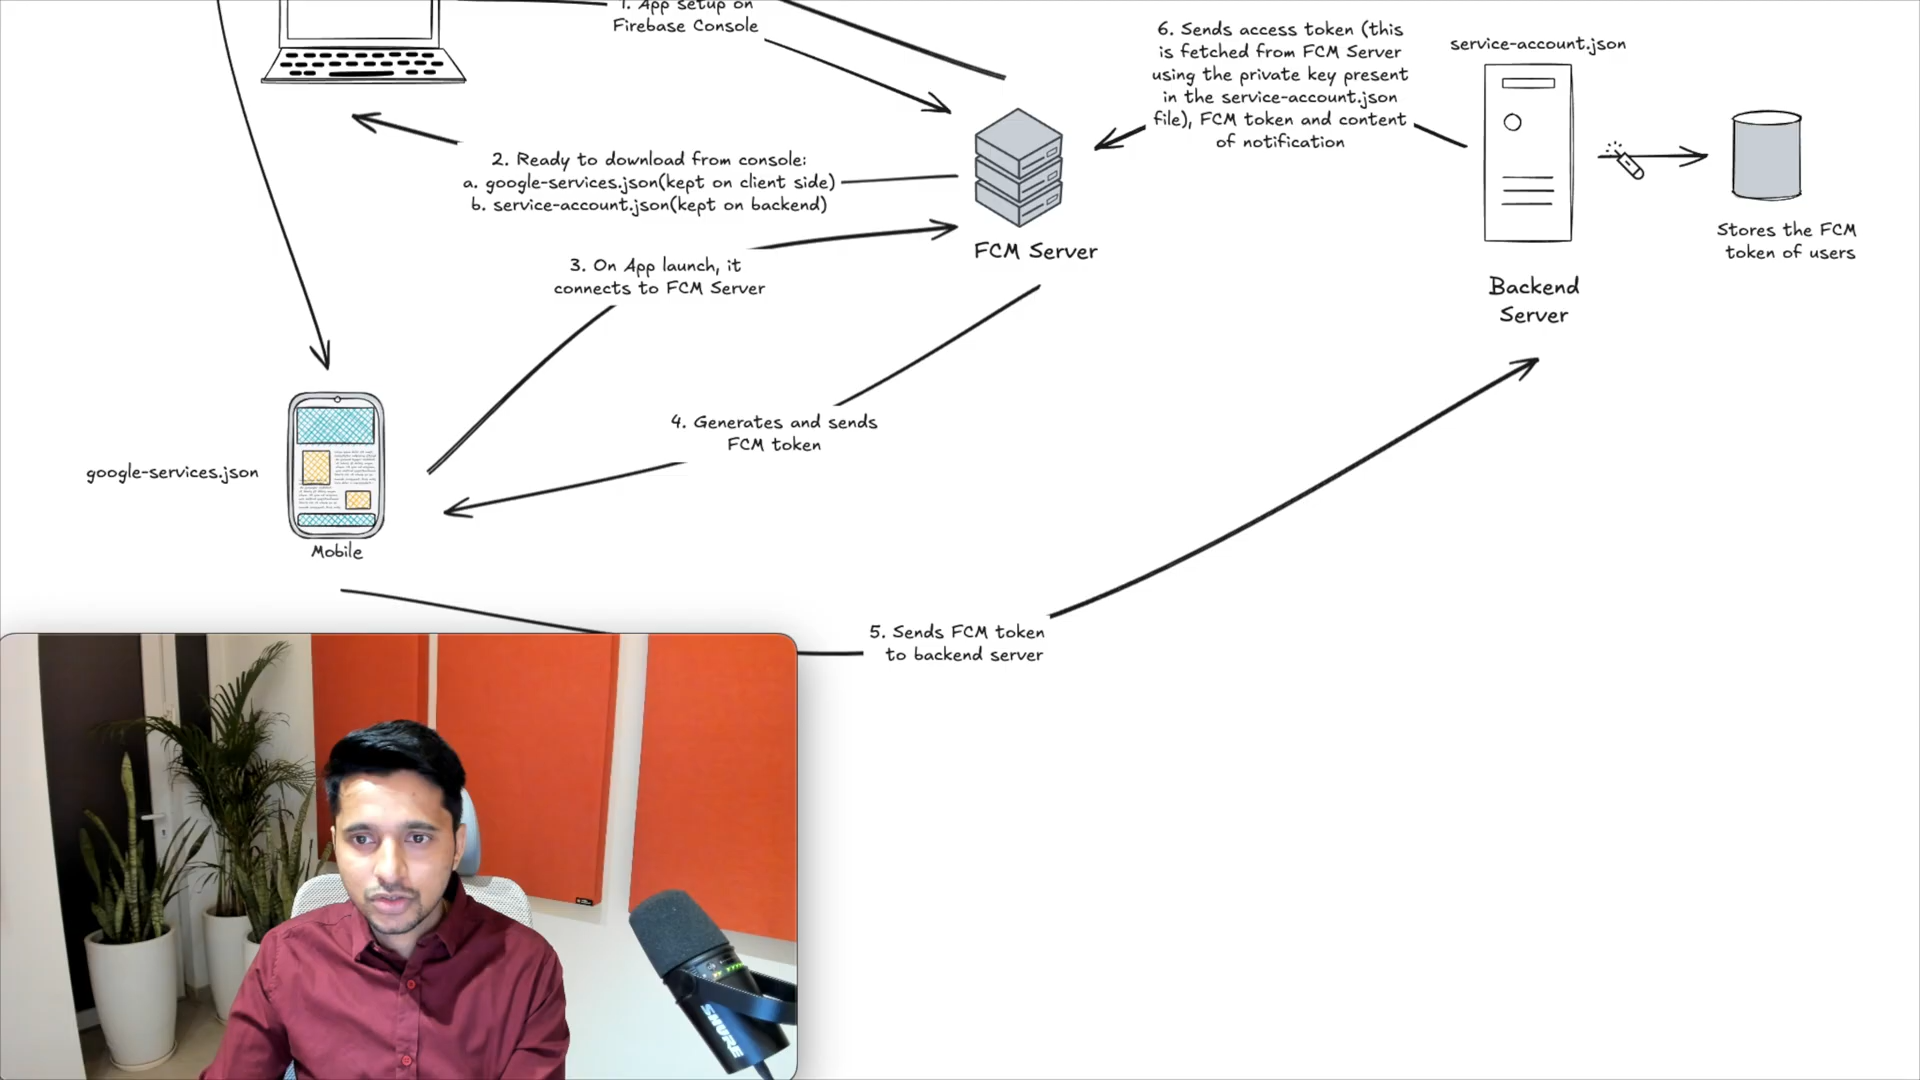 1. App setup on
Firebase Console
2. Ready to download from console:
a. google-services.json(kept on client side)
b. service-account.json(kept on backend)
3. On App launch, it
connects to FCM Server
FCM Server
4. Generates and sends
FCM token
google-services.json
Mobile
5. Sends FCM token
to backend server
6. Sends access token (this
is fetched from FCM Server
using the private key present
in the service-account.json
file), FCM token and content
of notification
service-account.json
Backend
Server
Stores the FCM
token of users
SHURE